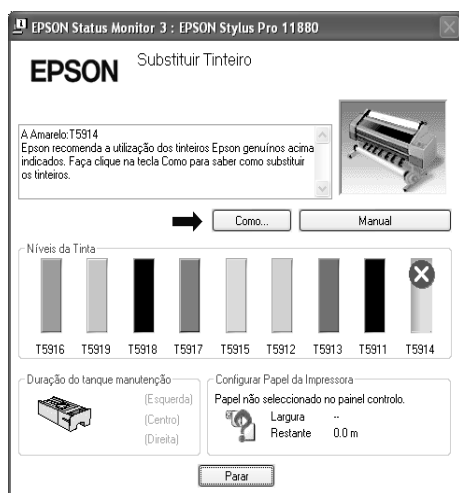 EPSON Status Monitor 3 : EPSON Stylus Pro 11880
EPSON
Substituir Tinteiro
A Amarelo:T5914
Epson recomenda a utilização dos tinteiros Epson genuínos acima
indicados. Faça clique na tecla Como para saber como substituir
os tinteiros.
Como...
Manual
Níveis da Tinta
T5916 T5919 T5918 T5917 T5915 T5912 T5913 T5911 T5914
Duração do tanque manutenção
(Esquerda)
(Centro)
(Direita)
Configurar Papel da Impressora
Papel não seleccionado no painel controlo.
Largura --
Restante 0.0 m
Parar